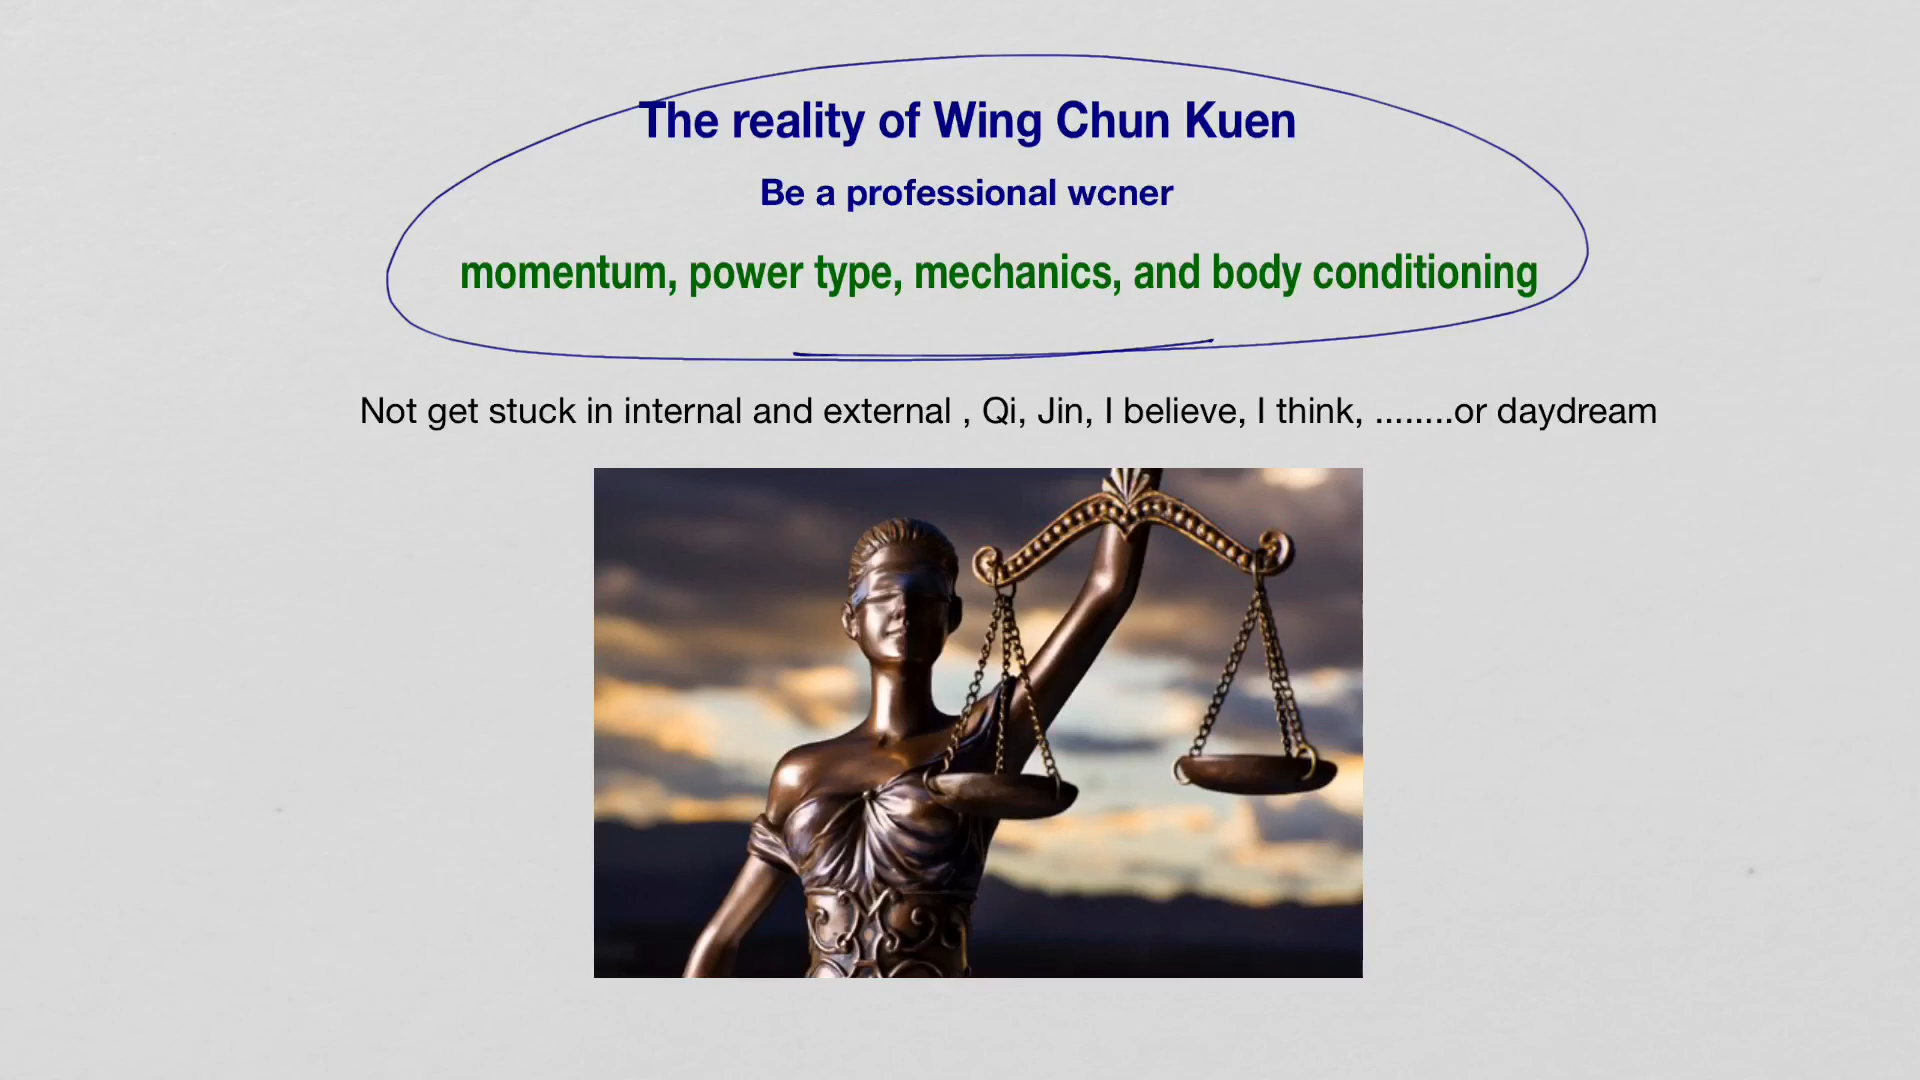 The reality of Wing Chun Kuen
Be a professional wcner
momentum, power type, mechanics, and body conditioning
Not get stuck in internal and external , Qi, Jin, I believe, I think, ........or daydream